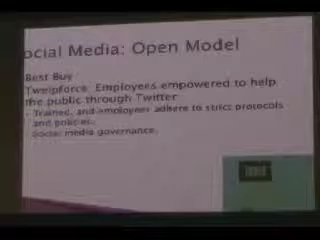 ocial Media: Open Model
Best Buy
Twelpforce: Employees empowered to help
the public through Twitter
- Trained, and employees adhere to strict protocols
and policies.
Social media governance.